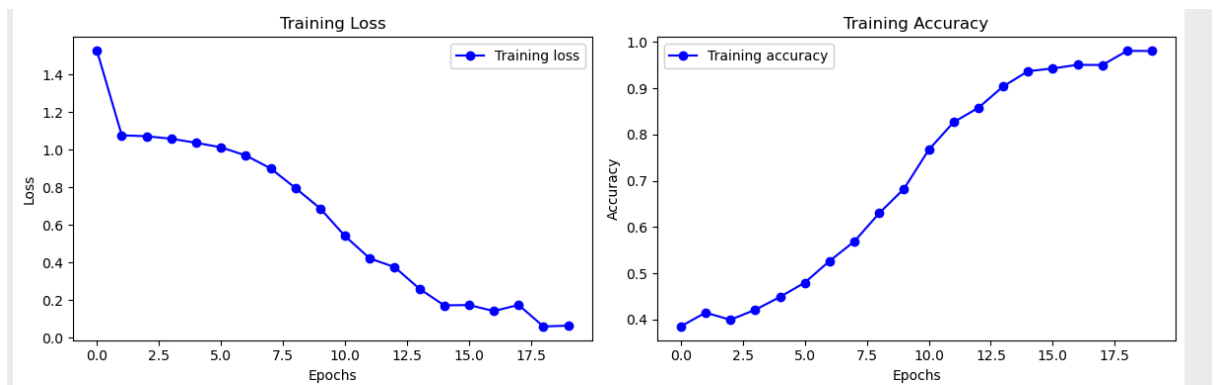 Training Loss
Training loss
1.4
1.2
1.0
0.8
0.6
0.4
0.2
0.0
Loss
0.0 2.5 5.0 7.5 10.0 12.5 15.0 17.5
Epochs
Training Accuracy
Training accuracy
1.0
0.9
0.8
0.7
0.6
0.5
0.4
Accuracy
0.0 2.5 5.0 7.5 10.0 12.5 15.0 17.5
Epochs